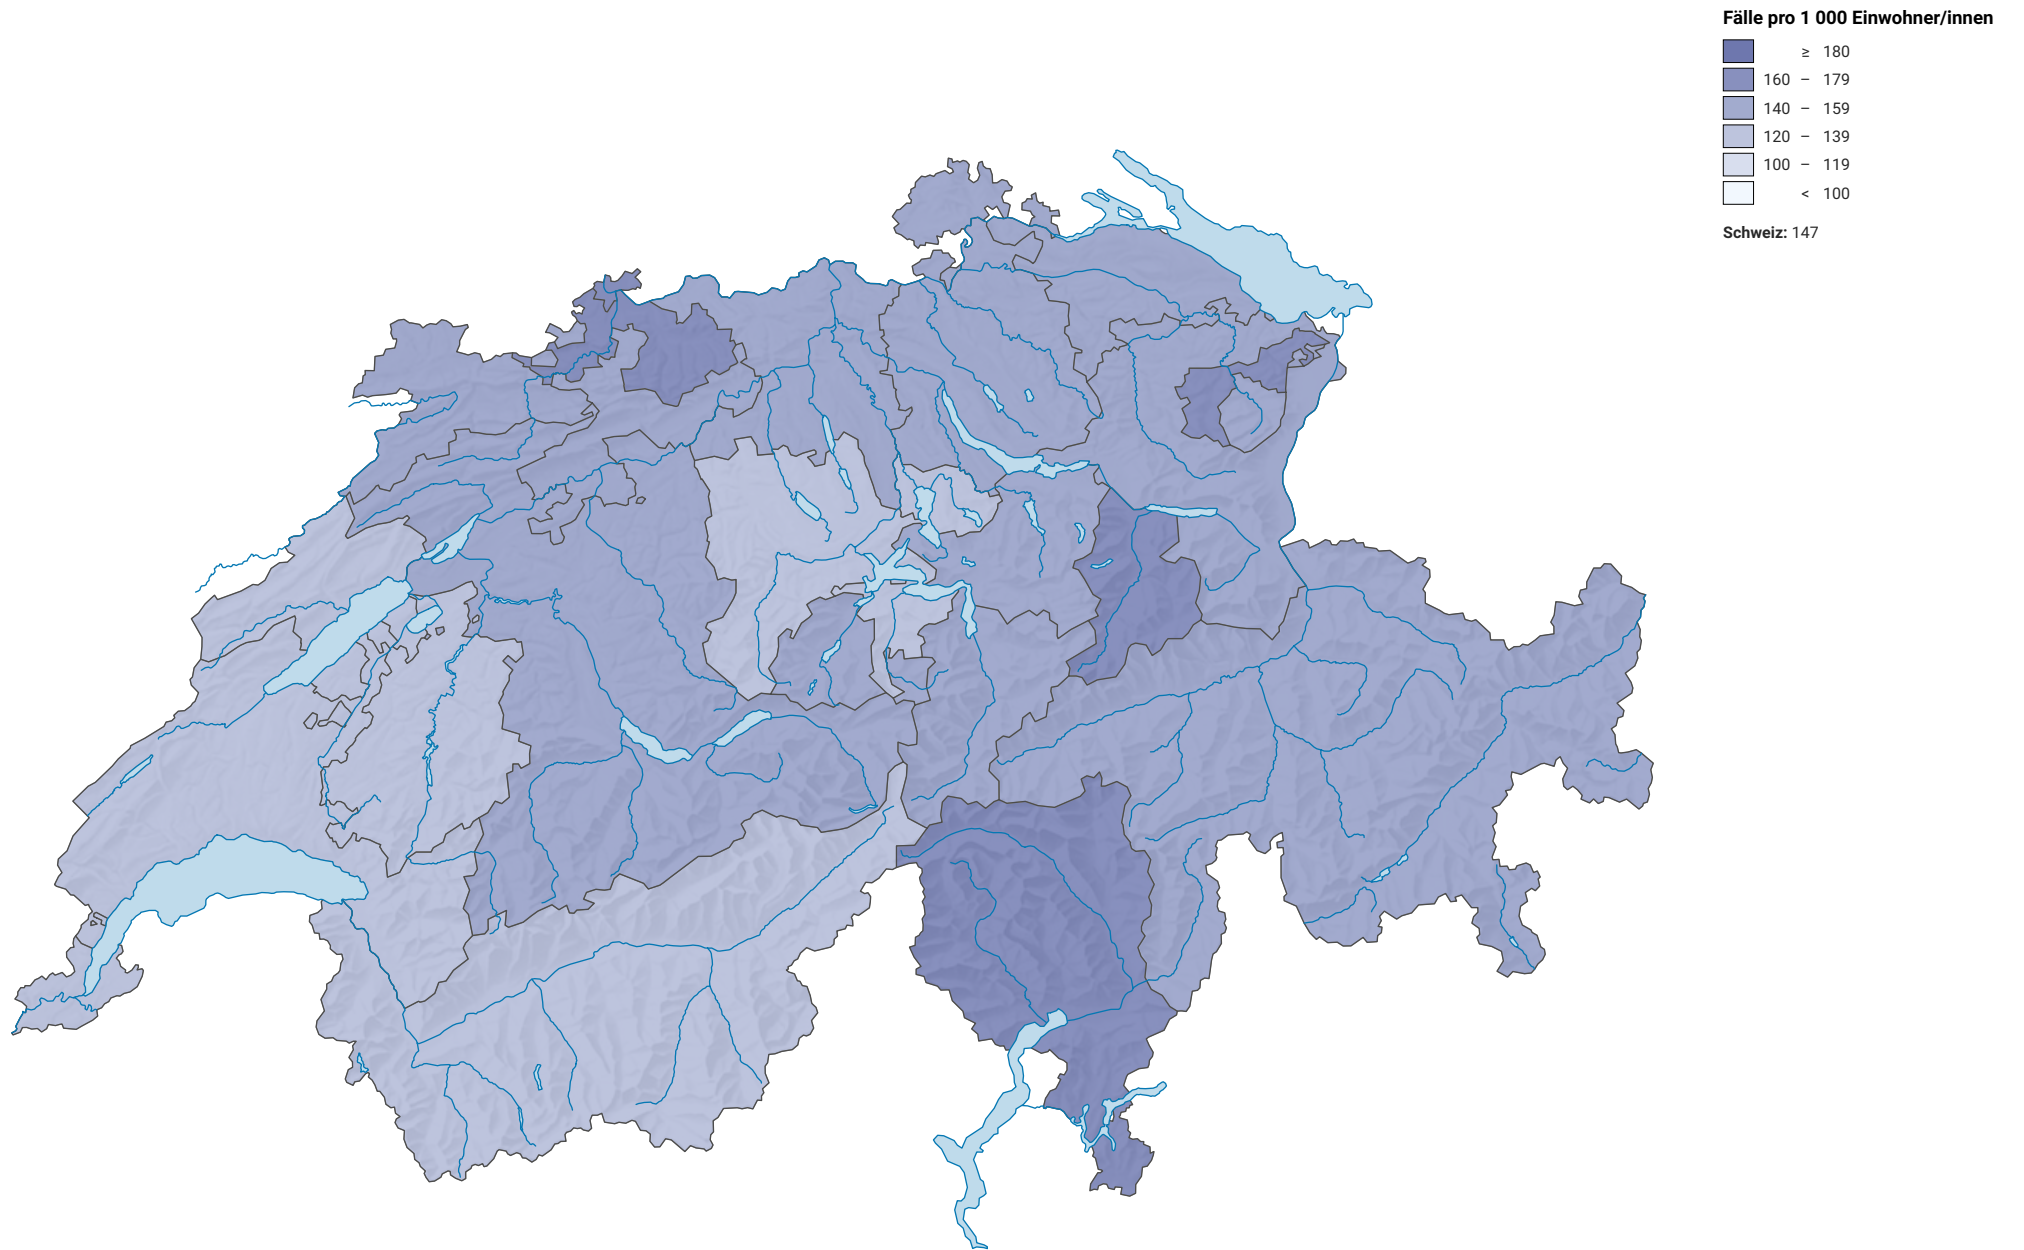 Fälle pro 1 000 Einwohner/innen
≥ 180
160 – 179
140 – 159
120 – 139
100 – 119
< 100
Schweiz: 147